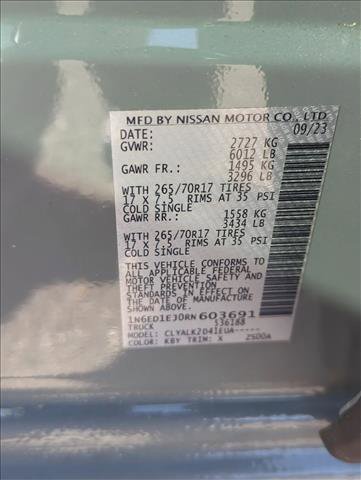 MFD BY NISSAN MOTOR CO., LTD
DATE: 09/23
GVWR: 2727 KG
6012 LB
GAWR FR.: 1495 KG
3296 LB
WITH 265/70R17 TIRES
17 X 7.5 RIMS AT 35 PSI
COLD SINGLE
GAWR RR.: 1558 KG
3434 LB
WITH 265/70R17 TIRES
17 X 7.5 RIMS AT 35 PSI
COLD SINGLE
THIS VEHICLE CONFORMS TO
ALL APPLICABLE FEDERAL
MOTOR VEHICLE SAFETY AND
THEFT PREVENTION STANDARDS
IN EFFECT ON THE DATE OF
MANUFACTURE SHOWN ABOVE.
1N6ED1EJ0RN603691
TRUCK 536188
MODEL: CLYALK2D41EUA-----
COLOR: KBY TRIM: X 2500A